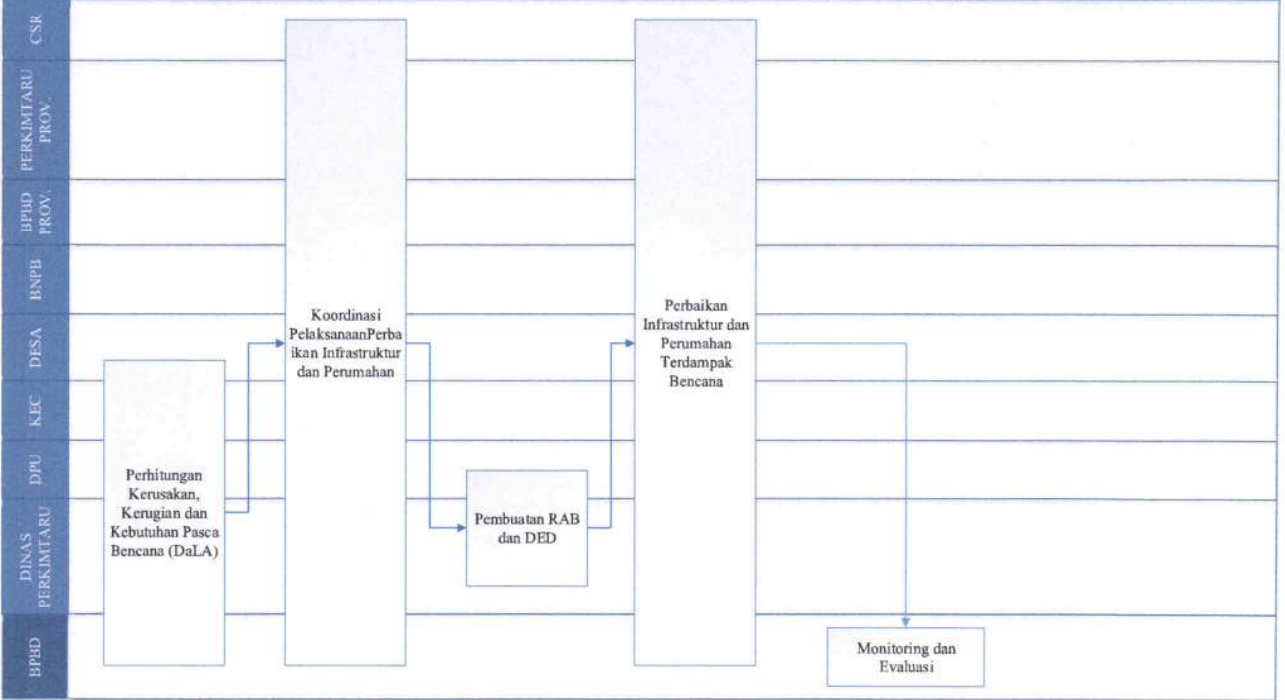 CSR
PERKIMTARU
PROV.
BPBD
PROV.
BNPB
DESA
KEC
DPU
DINAS
PERKIMTARU
BPBD
Perhitungan
Kerusakan,
Kerugian dan
Kebutuhan Pasca
Bencana (DaLA)
Koordinasi
PelaksanaanPerba
ikan Infrastruktur
dan Perumahan
Pembuatan RAB
dan DED
Perbaikan
Infrastruktur dan
Perumahan
Terdampak
Bencana
Monitoring dan
Evaluasi